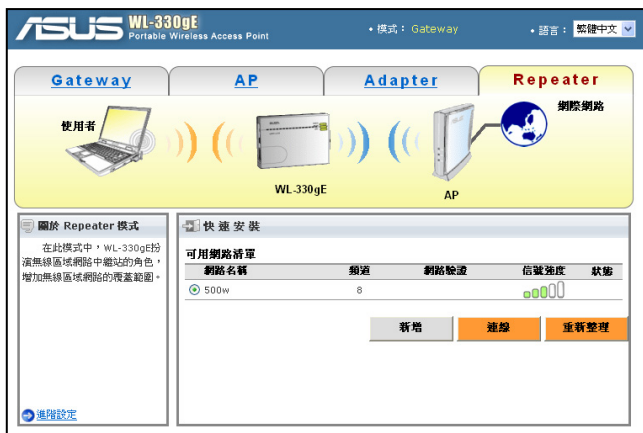 ASUS WL-330gE
Portable Wireless Access Point
• 模式： Gateway
• 語言： 繁體中文
Gateway AP Adapter Repeater
使用者
網際網路
WL-330gE
AP
關於 Repeater 模式
在此模式中，WL-330gE扮
演無線區域網路中繼站的角色，
增加無線區域網路的覆蓋範圍。
進階設定
快速安裝
可用網路清單
網路名稱 頻道 網路驗證 信號強度 狀態
500w 8
新增 連線 重新整理